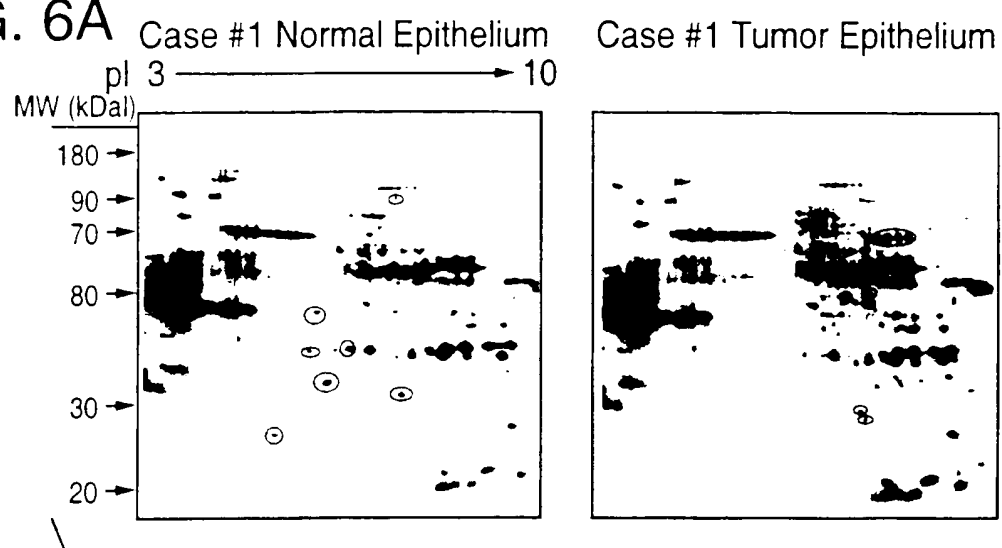 G. 6A
Case #1 Normal Epithelium
Case #1 Tumor Epithelium
pI 3 10
MW (kDal)
180
90
70
80
30
20